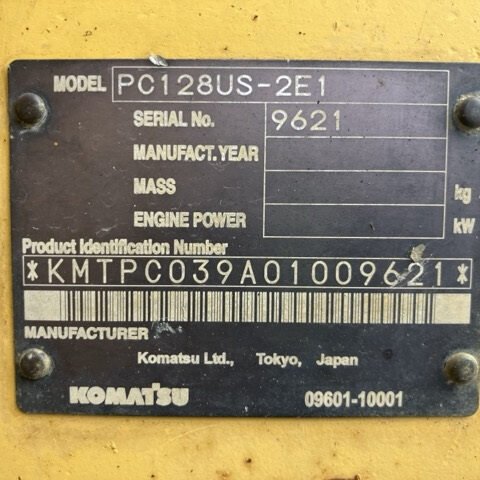 MODEL PC128US-2E1
SERIAL No. 9621
MANUFACT. YEAR
MASS kg
ENGINE POWER kW
Product Identification Number
*KMTPC039A01009621*
MANUFACTURER
Komatsu Ltd., Tokyo, Japan
KOMATSU 09601-10001